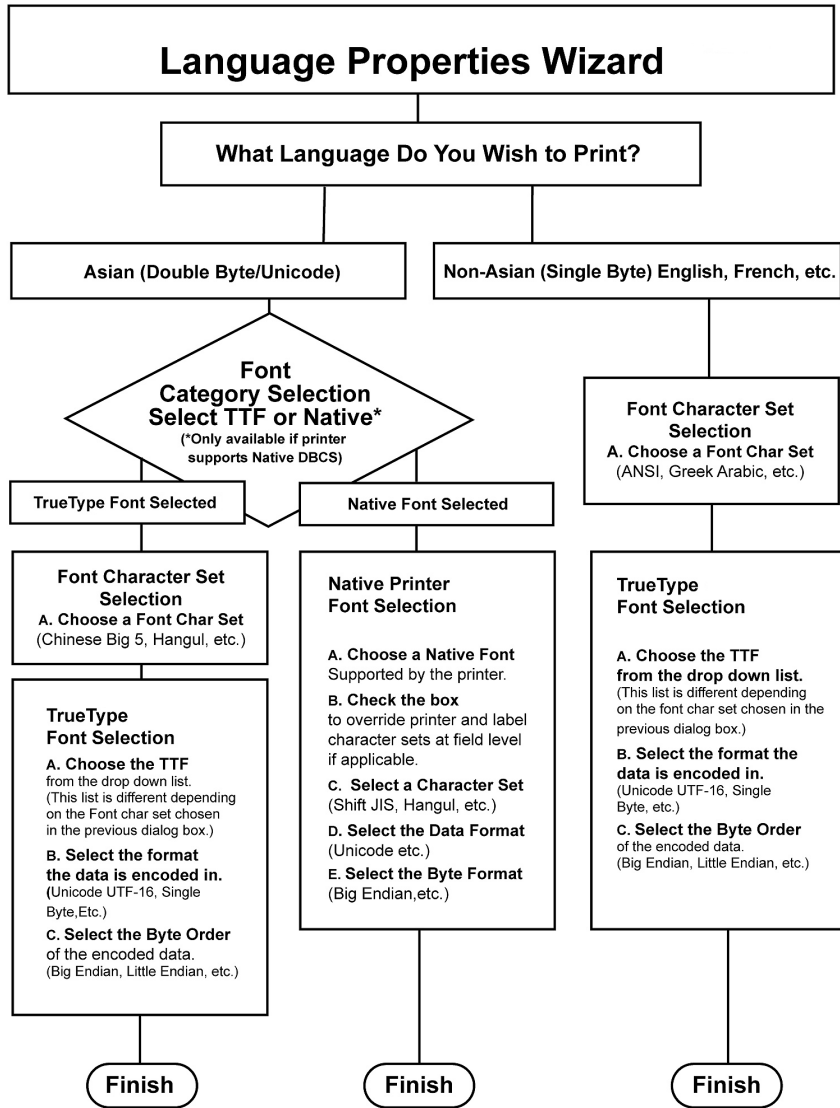 Language Properties Wizard
What Language Do You Wish to Print?
Asian (Double Byte/Unicode)
Non-Asian (Single Byte) English, French, etc.
Font
Category Selection
Select TTF or Native*
(*Only available if printer
supports Native DBCS)
TrueType Font Selected
Native Font Selected
Font Character Set
Selection
A. Choose a Font Char Set
(Chinese Big 5, Hangul, etc.)
TrueType
Font Selection
A. Choose the TTF
from the drop down list.
(This list is different depending
on the Font char set chosen
in the previous dialog box.)
B. Select the format
the data is encoded in.
(Unicode UTF-16, Single
Byte,Etc.)
C. Select the Byte Order
of the encoded data.
(Big Endian, Little Endian, etc.)
Finish
Native Printer
Font Selection
A. Choose a Native Font
Supported by the printer.
B. Check the box
to override printer and label
character sets at field level
if applicable.
C. Select a Character Set
(Shift JIS, Hangul, etc.)
D. Select the Data Format
(Unicode etc.)
E. Select the Byte Format
(Big Endian,etc.)
Finish
Font Character Set
Selection
A. Choose a Font Char Set
(ANSI, Greek Arabic, etc.)
TrueType
Font Selection
A. Choose the TTF
from the drop down list.
(This list is different depending
on the font char set chosen in the
previous dialog box.)
B. Select the format the
data is encoded in.
(Unicode UTF-16, Single
Byte, etc.)
C. Select the Byte Order
of the encoded data.
(Big Endian, Little Endian, etc.)
Finish